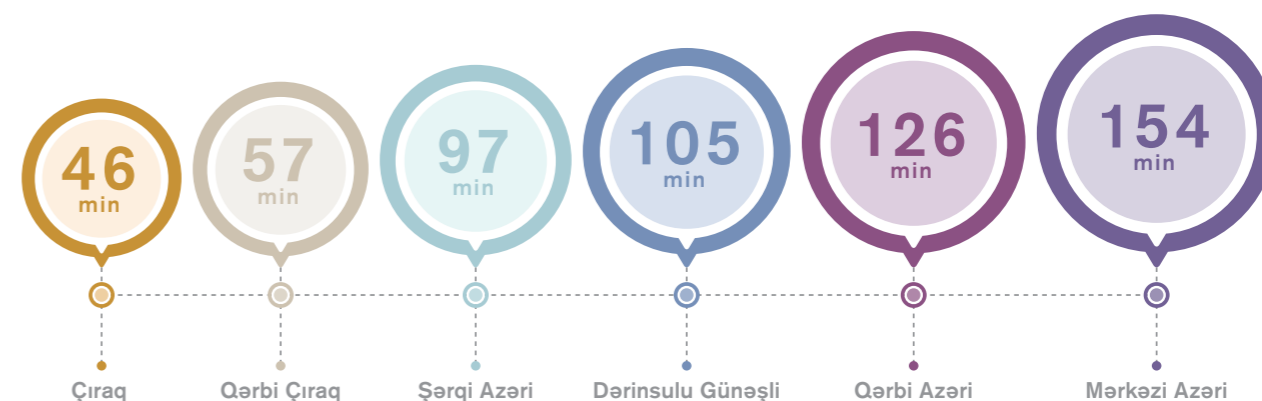 46
min
57
min
97
min
105
min
126
min
154
min
Çıraq
Qərbi Çıraq
Şərqi Azəri
Dərinsulu Günəşli
Qərbi Azəri
Mərkəzi Azəri